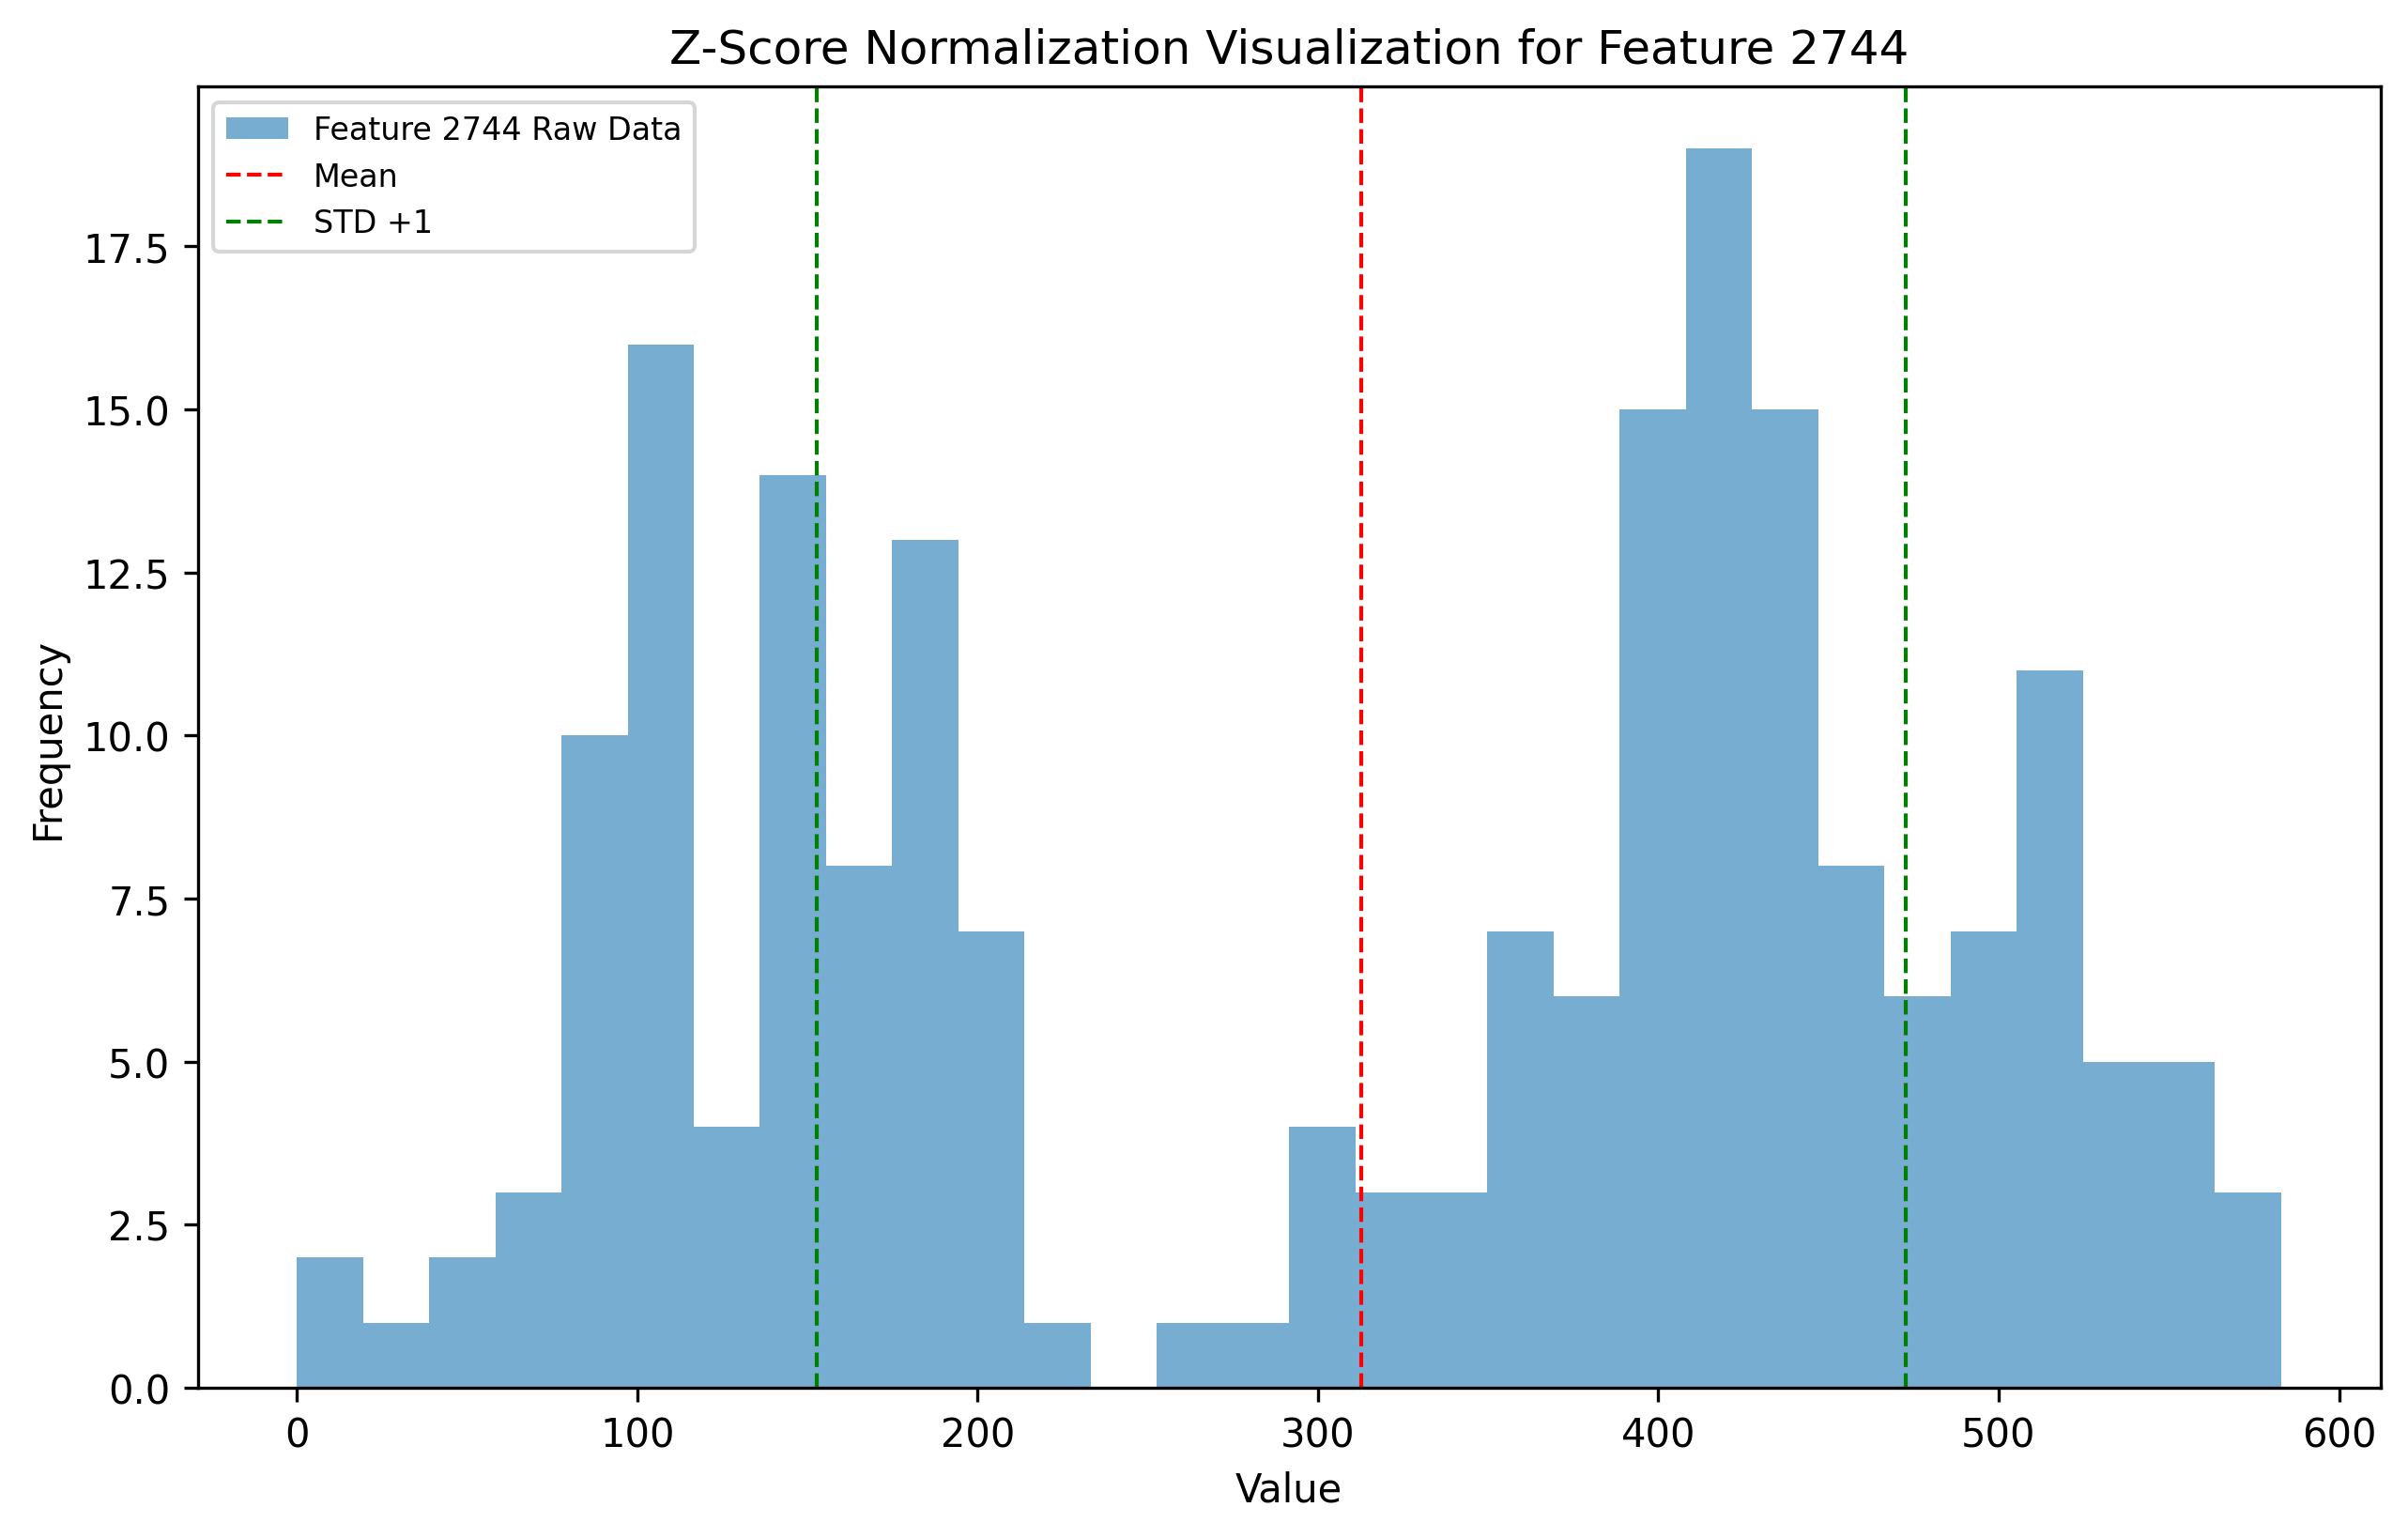 Z-Score Normalization Visualization for Feature 2744
Feature 2744 Raw Data
Mean
STD +1
17.5
15.0
12.5
10.0
7.5
5.0
2.5
0.0
Frequency
0 100 200 300 400 500 600
Value